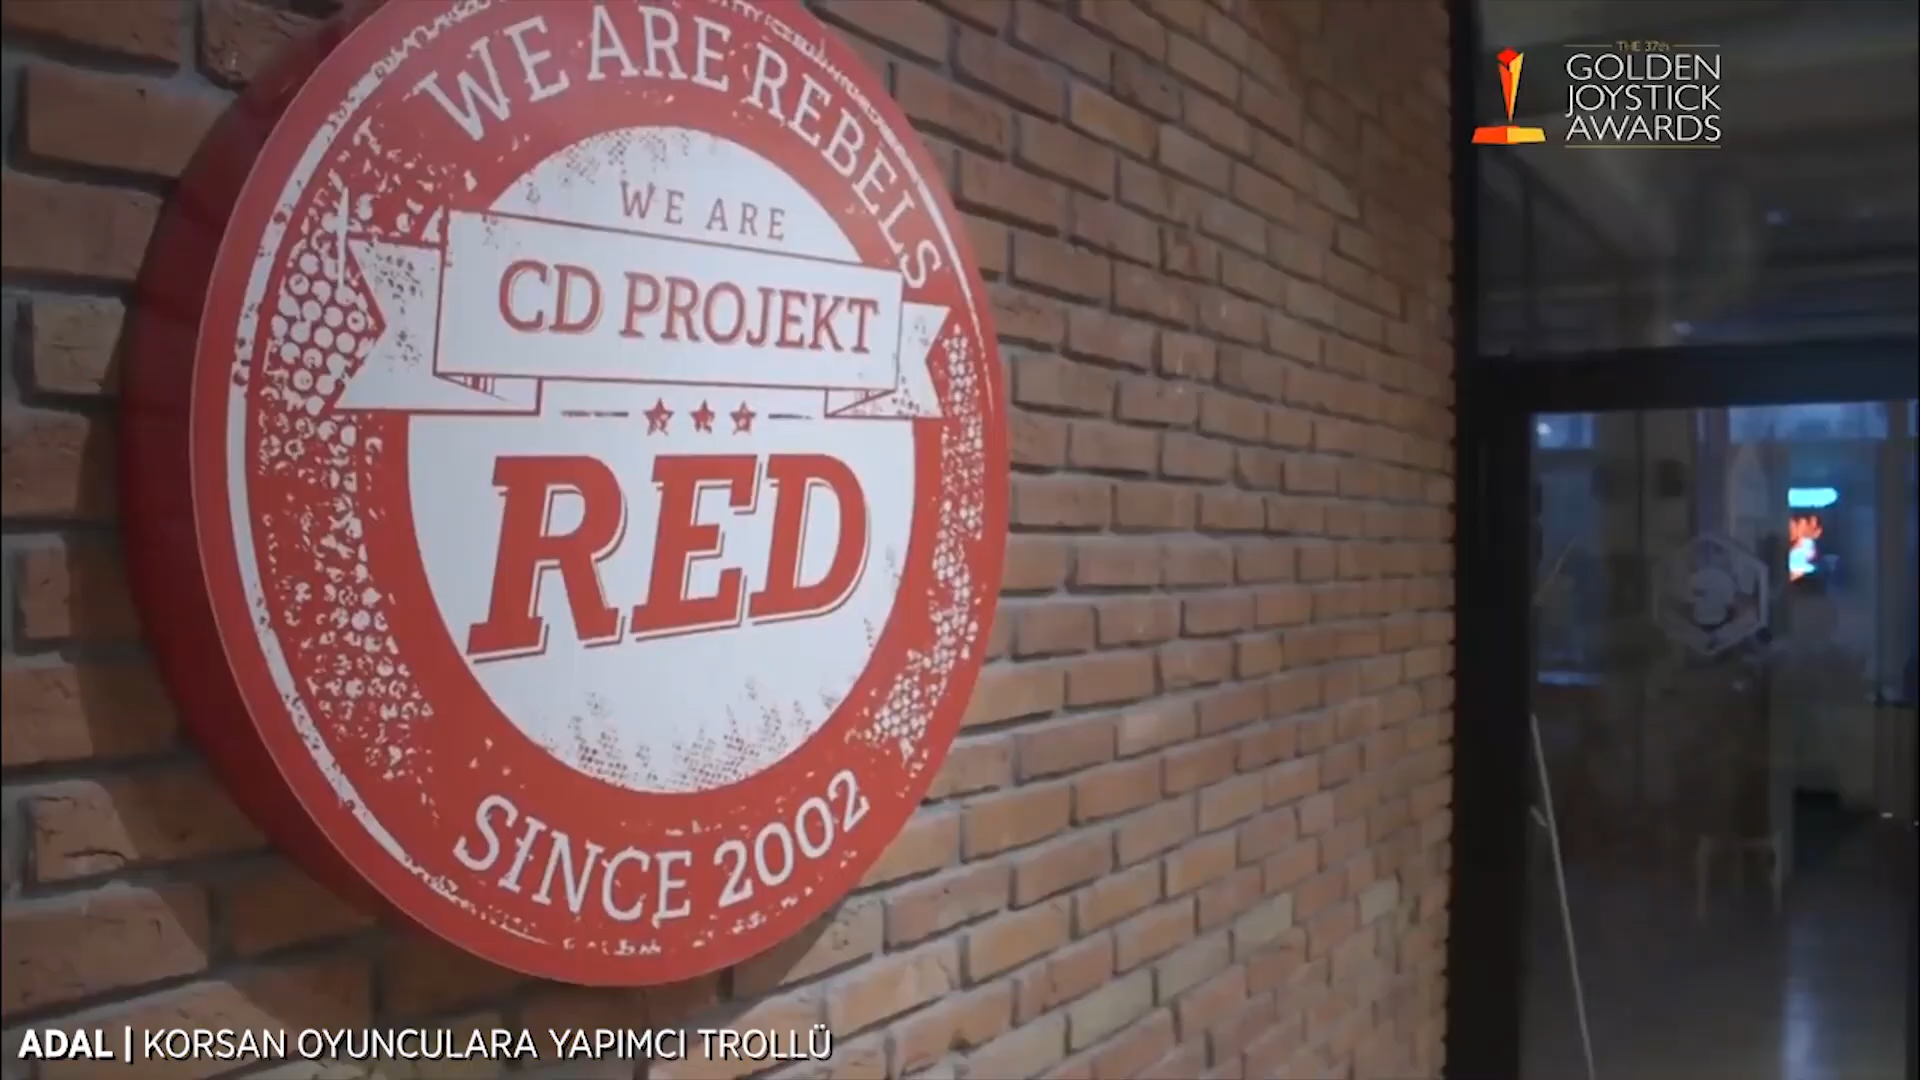 WE ARE REBELS
WE ARE
CD PROJEKT
RED
SINCE 2002
THE 37th
GOLDEN
JOYSTICK
AWARDS
ADAL | KORSAN OYUNCULARA YAPIMCI TROLLÜ